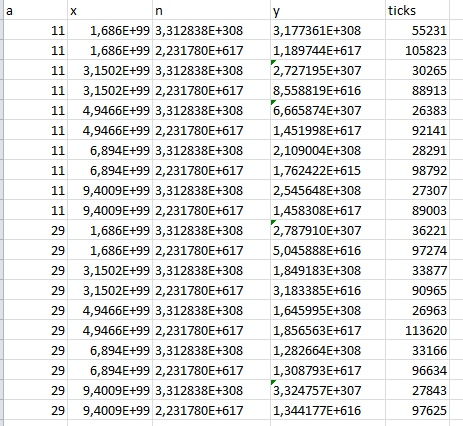 a x n y ticks
11 1,686E+99 3,312838E+308 3,177361E+308 55231
11 1,686E+99 2,231780E+617 1,189744E+617 105823
11 3,1502E+99 3,312838E+308 2,727195E+307 30265
11 3,1502E+99 2,231780E+617 8,558819E+616 88913
11 4,9466E+99 3,312838E+308 6,665874E+307 26383
11 4,9466E+99 2,231780E+617 1,451998E+617 92141
11 6,894E+99 3,312838E+308 2,109004E+308 28291
11 6,894E+99 2,231780E+617 1,762422E+615 98792
11 9,4009E+99 3,312838E+308 2,545648E+308 27307
11 9,4009E+99 2,231780E+617 1,458308E+617 89003
29 1,686E+99 3,312838E+308 2,787910E+307 36221
29 1,686E+99 2,231780E+617 5,045888E+616 97274
29 3,1502E+99 3,312838E+308 1,849183E+308 33877
29 3,1502E+99 2,231780E+617 3,183385E+616 90965
29 4,9466E+99 3,312838E+308 1,645995E+308 26963
29 4,9466E+99 2,231780E+617 1,856563E+617 113620
29 6,894E+99 3,312838E+308 1,282664E+308 33166
29 6,894E+99 2,231780E+617 1,308793E+617 96634
29 9,4009E+99 3,312838E+308 3,324757E+307 27843
29 9,4009E+99 2,231780E+617 1,344177E+616 97625